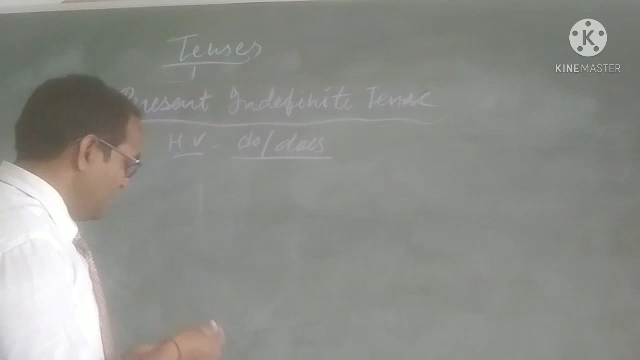 Tenses
Present Indefinite Tense
H V - do/does
K
KINEMASTER